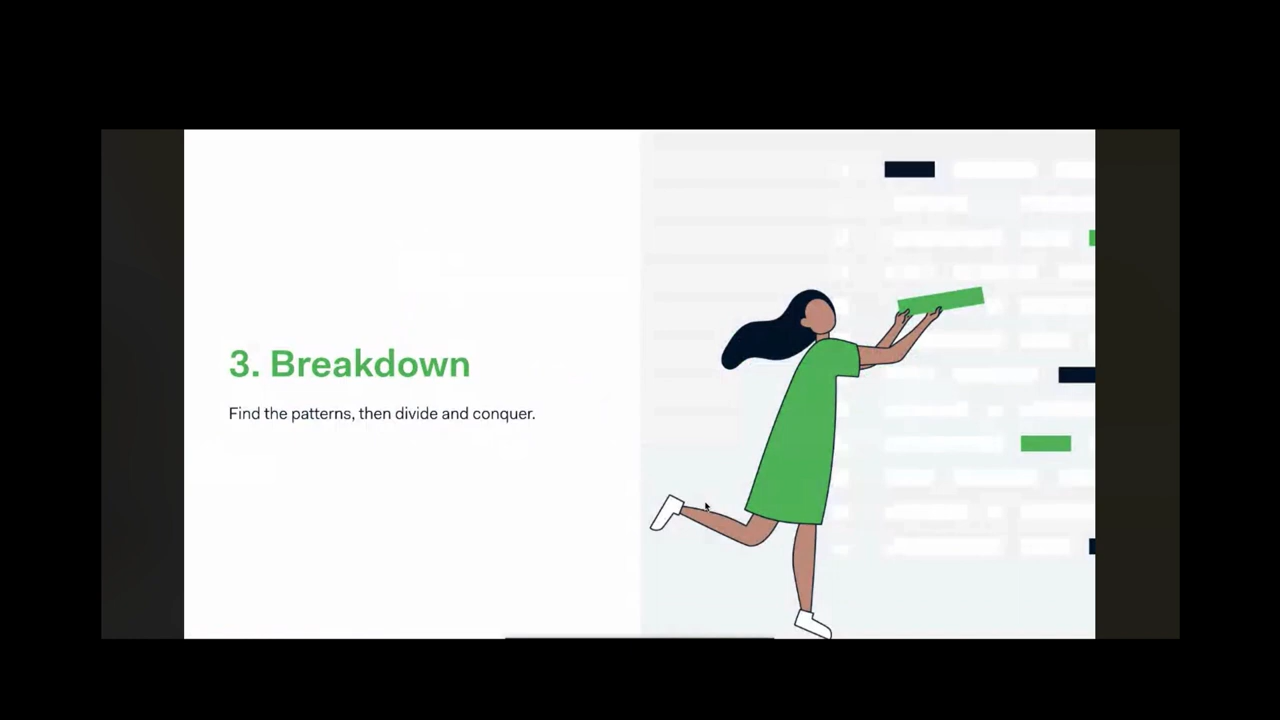 3. Breakdown
Find the patterns, then divide and conquer.